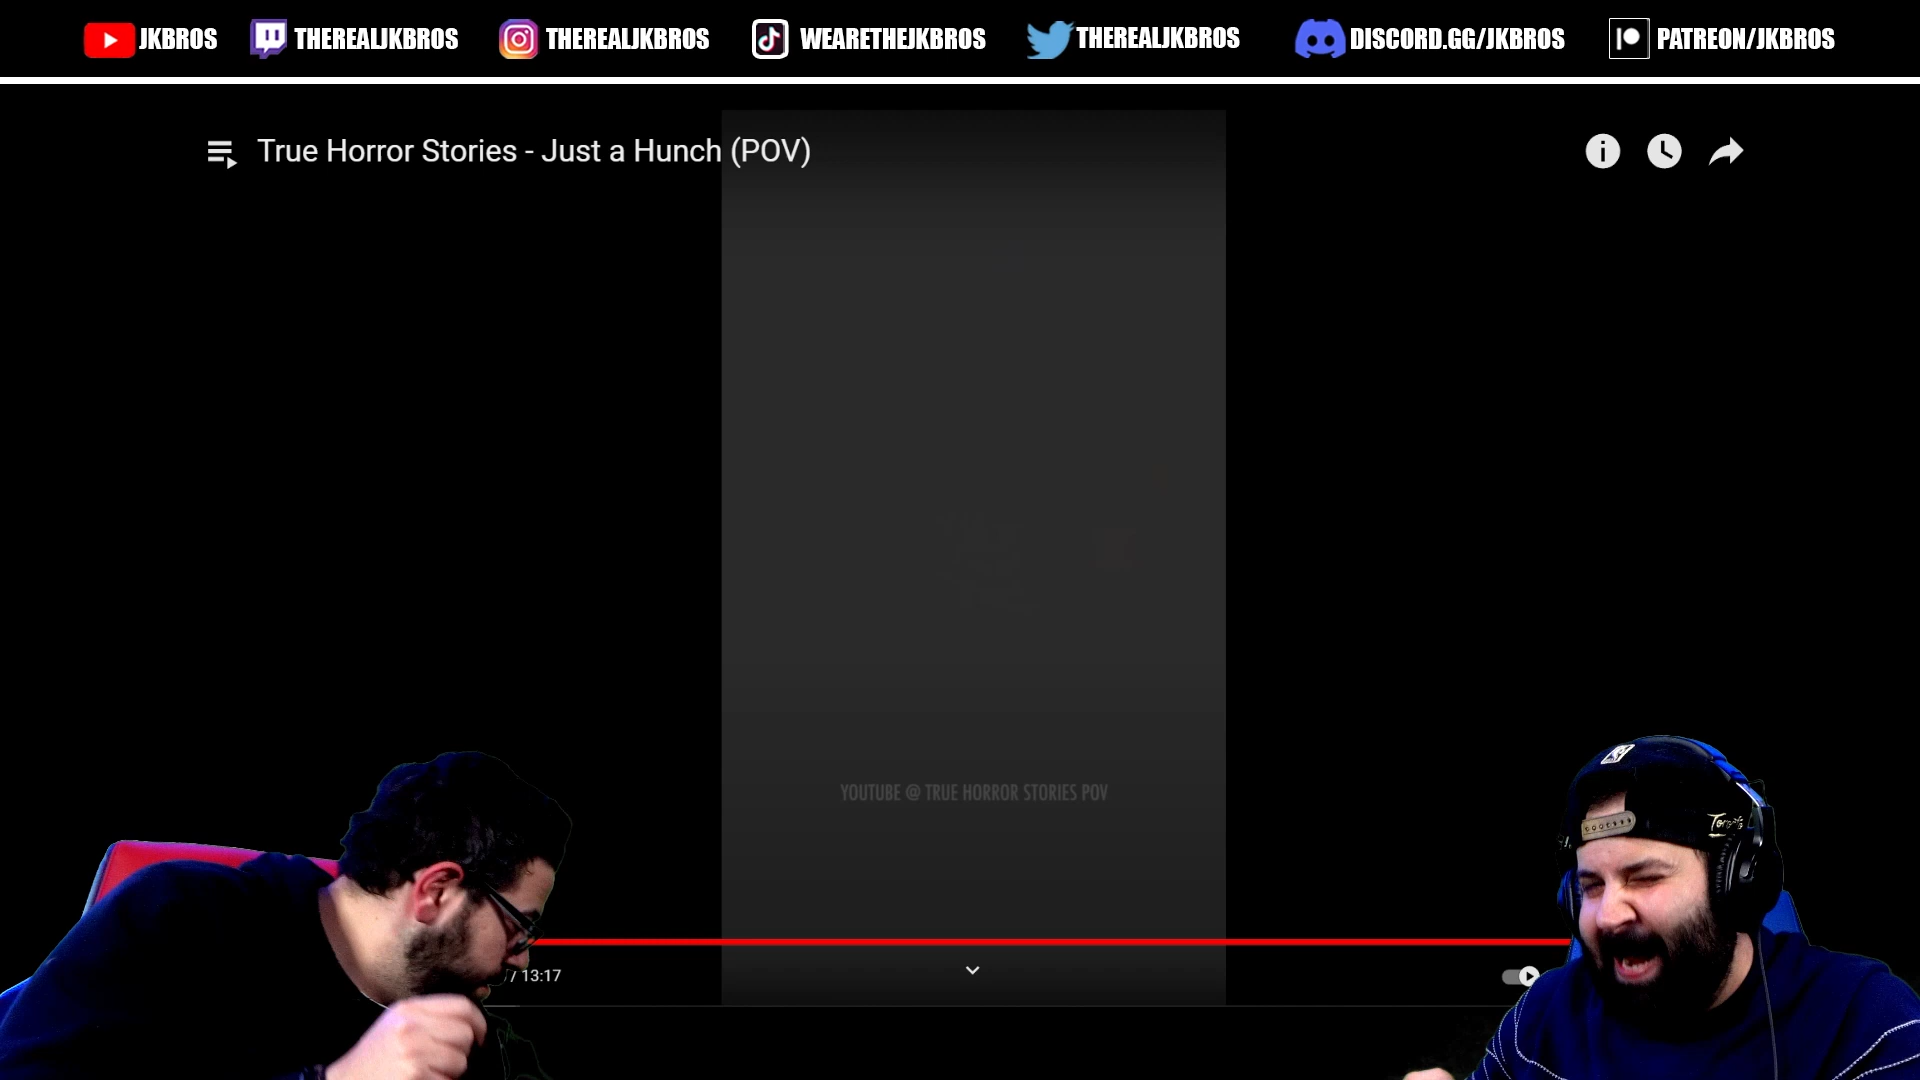 JKBROS THEREALJKBROS THEREALJKBROS WEARETHEJKBROS THEREALJKBROS DISCORD.GG/JKBROS PATREON/JKBROS
True Horror Stories - Just a Hunch (POV)
YOUTUBE @ TRUE HORROR STORIES POV
/ 13:17